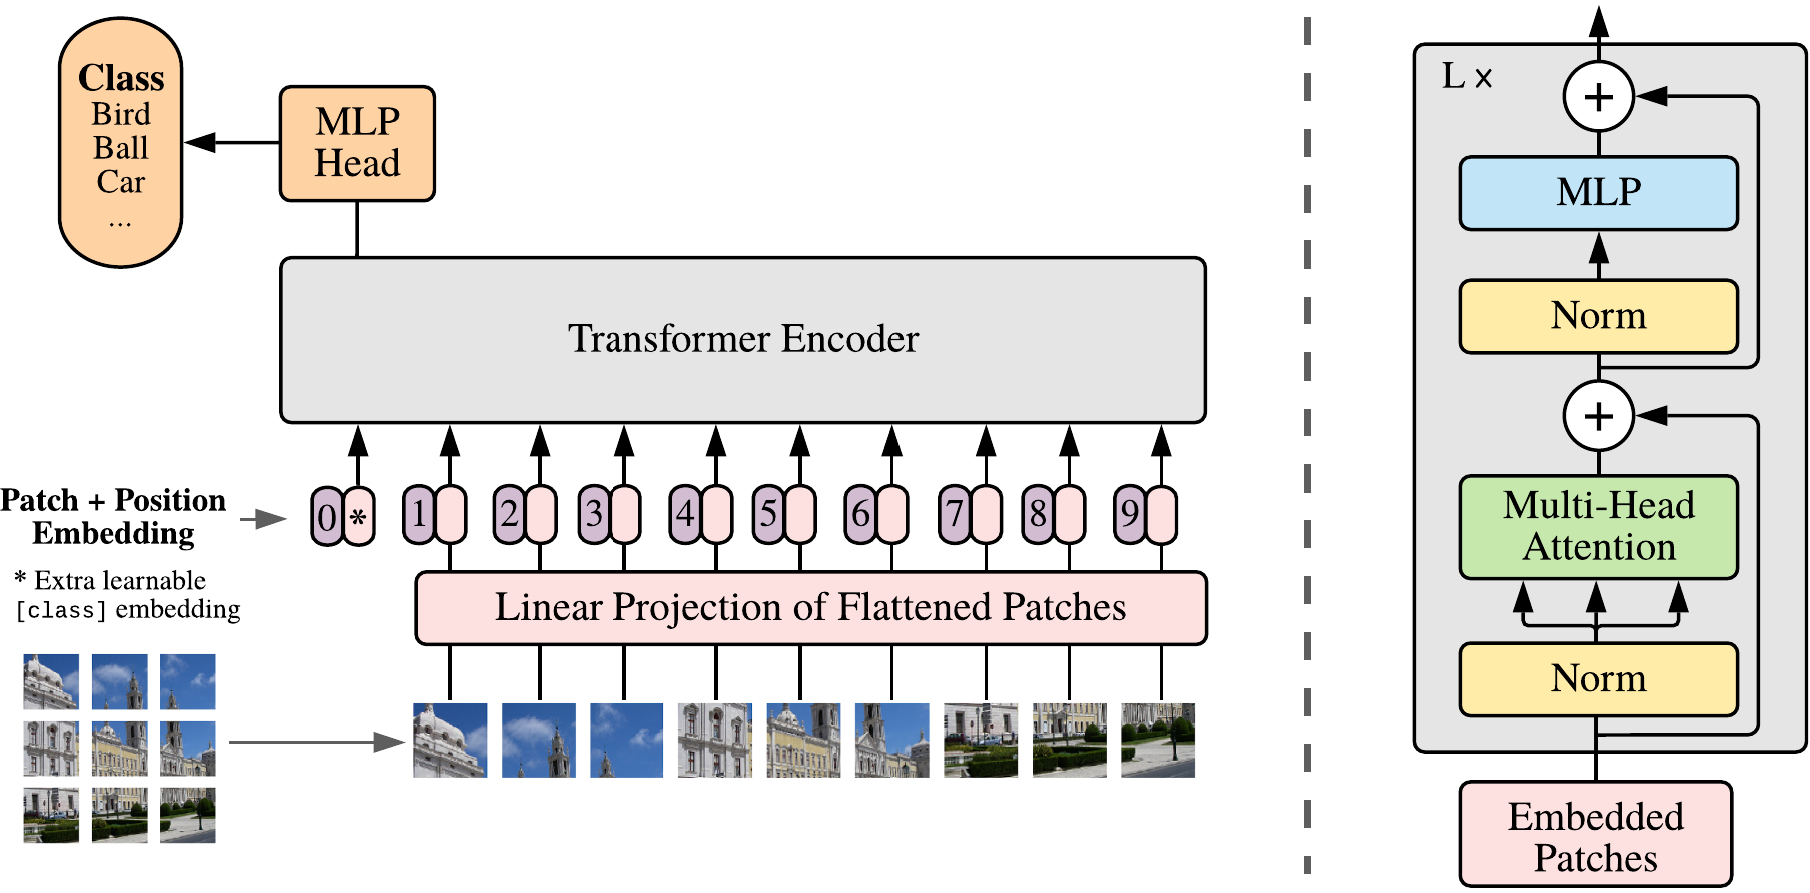 Class
Bird
Ball
Car
...
MLP
Head
Transformer Encoder
Patch + Position
Embedding
0 * 1 2 3 4 5 6 7 8 9
* Extra learnable
[class] embedding
Linear Projection of Flattened Patches
L ×
+
MLP
Norm
+
Multi-Head
Attention
Norm
Embedded
Patches